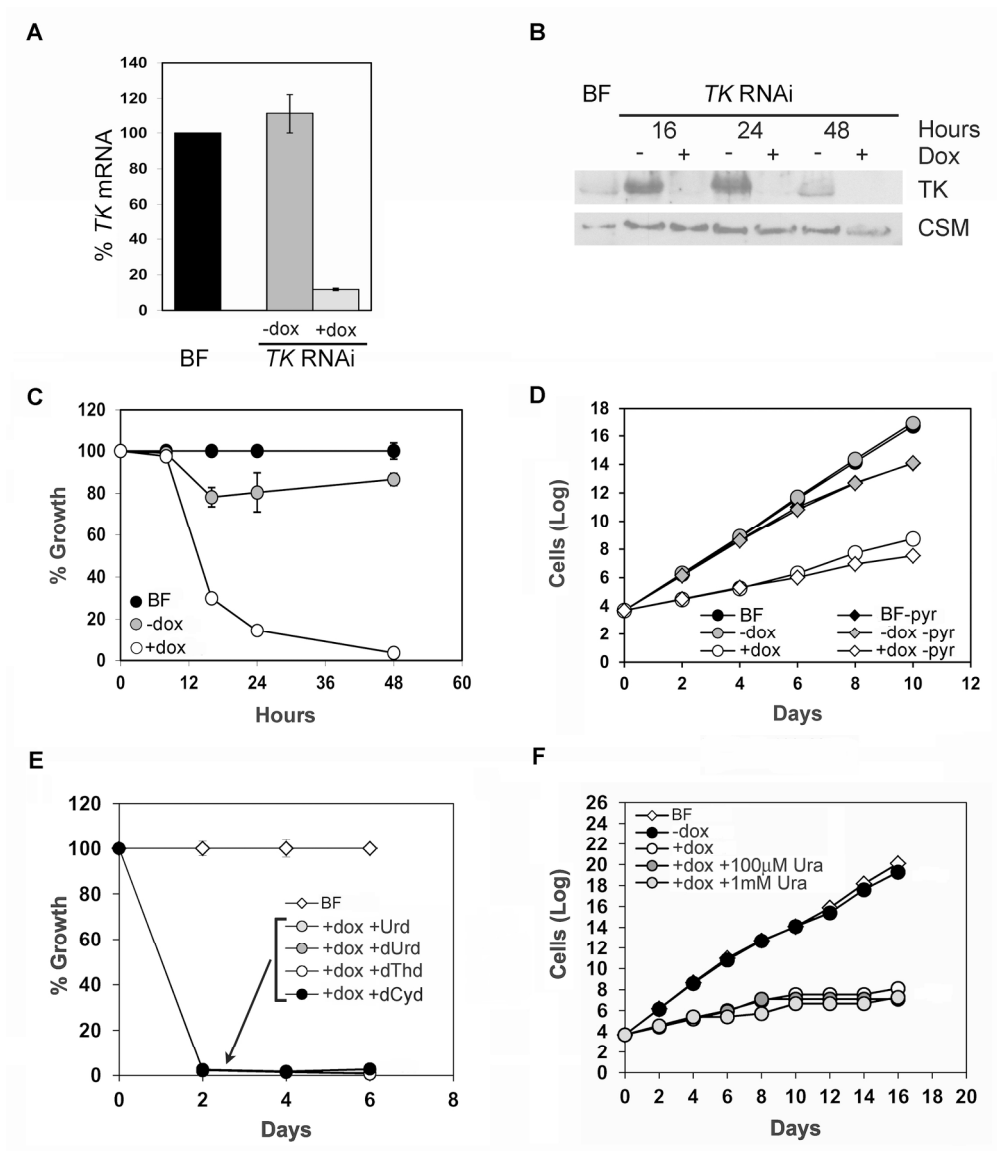 A
% TK mRNA
140
120
100
80
60
40
20
0
-dox +dox
BF TK RNAi
B
BF TK RNAi
16 24 48 Hours
- + - + - + Dox
TK
CSM
C
% Growth
120
100
80
60
40
20
0
BF
-dox
+dox
0 12 24 36 48 60
Hours
D
Cells (Log)
18
16
14
12
10
8
6
4
2
0
BF BF-pyr
-dox -dox -pyr
+dox +dox -pyr
0 2 4 6 8 10 12
Days
E
% Growth
120
100
80
60
40
20
0
BF
+dox +Urd
+dox +dUrd
+dox +dThd
+dox +dCyd
0 2 4 6 8
Days
F
Cells (Log)
26
24
22
20
18
16
14
12
10
8
6
4
2
0
BF
-dox
+dox
+dox +100µM Ura
+dox +1mM Ura
0 2 4 6 8 10 12 14 16 18 20
Days